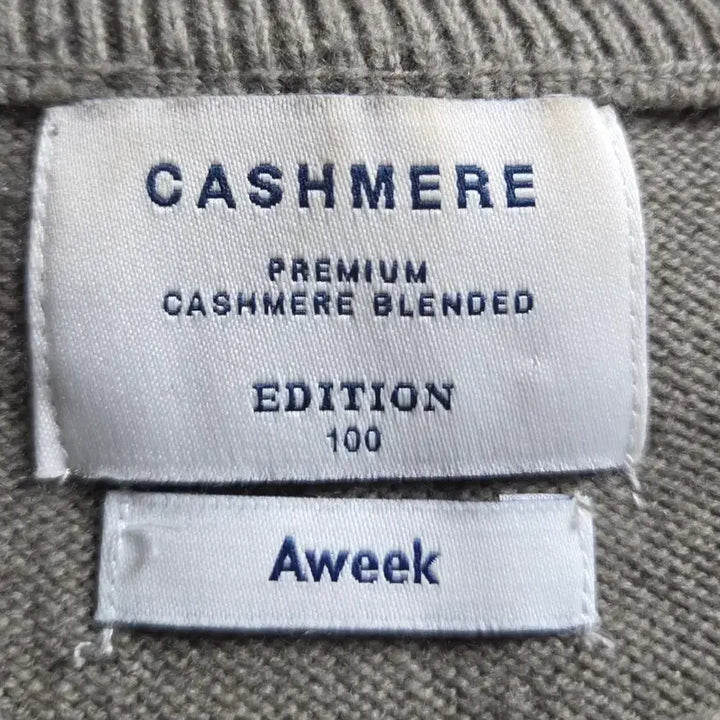 CASHMERE
PREMIUM
CASHMERE BLENDED
EDITION
100
Aweek